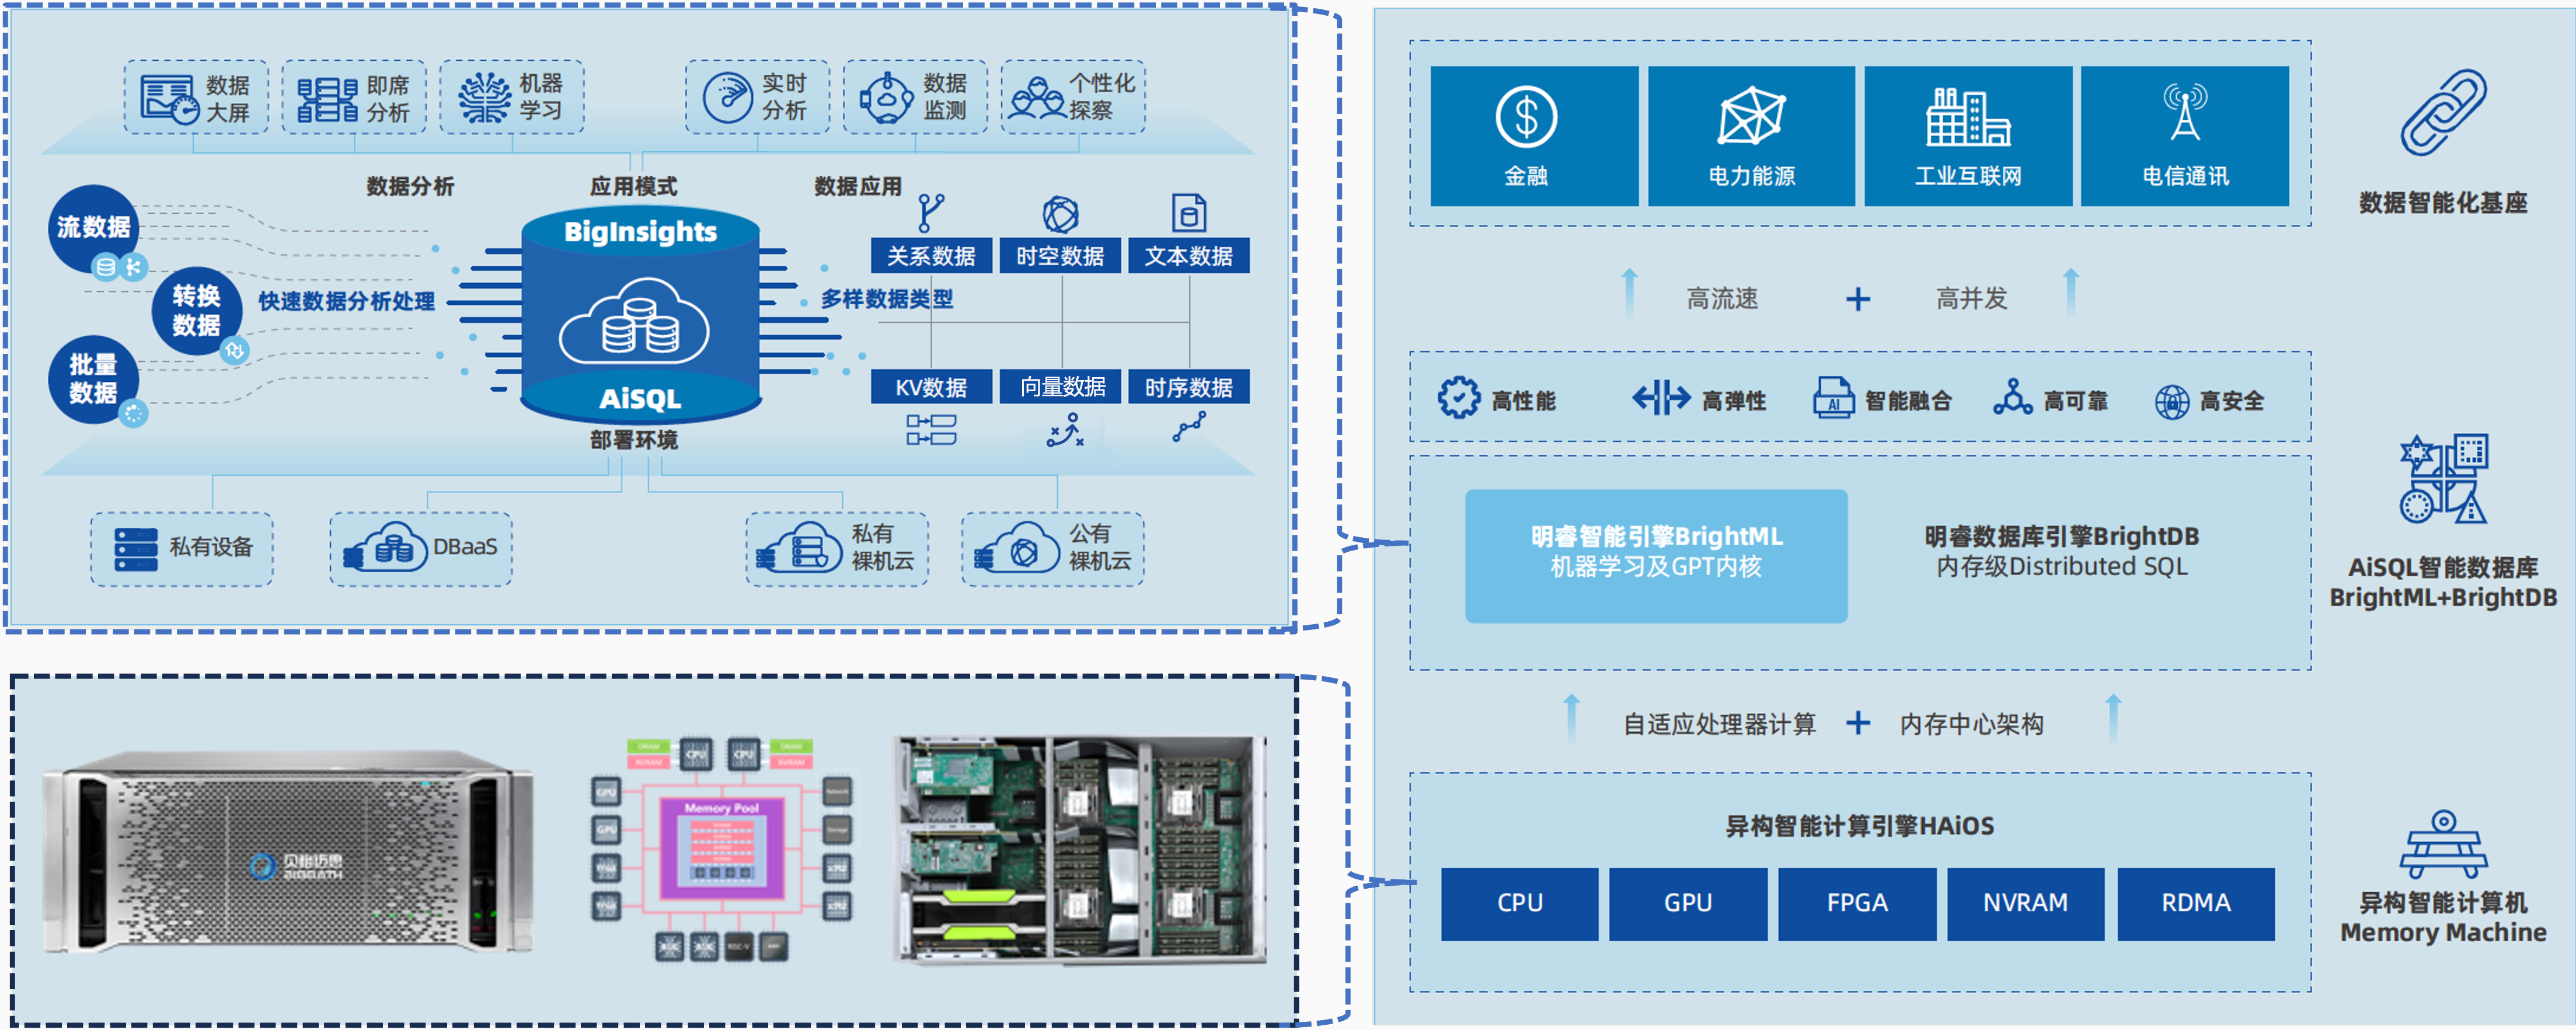 数据
大屏
即席
分析
机器
学习
实时
分析
数据
监测
个性化
探察
数据分析
应用模式
数据应用
流数据
转换
数据
批量
数据
快速数据分析处理
BigInsights
AiSQL
多样数据类型
关系数据
时空数据
文本数据
KV数据
向量数据
时序数据
部署环境
私有设备
DBaaS
私有
裸机云
公有
裸机云
DRAM
NVRAM
CPU
CPU
DRAM
NVRAM
GPU
GPU
Memory Pool
Network
Storage
RISC-V
金融
电力能源
工业互联网
电信通讯
数据智能化基座
高流速
+
高并发
高性能
高弹性
AI
智能融合
高可靠
高安全
明睿智能引擎BrightML
机器学习及GPT内核
明睿数据库引擎BrightDB
内存级Distributed SQL
AiSQL智能数据库
BrightML+BrightDB
自适应处理器计算
+
内存中心架构
异构智能计算引擎HAiOS
CPU
GPU
FPGA
NVRAM
RDMA
异构智能计算机
Memory Machine